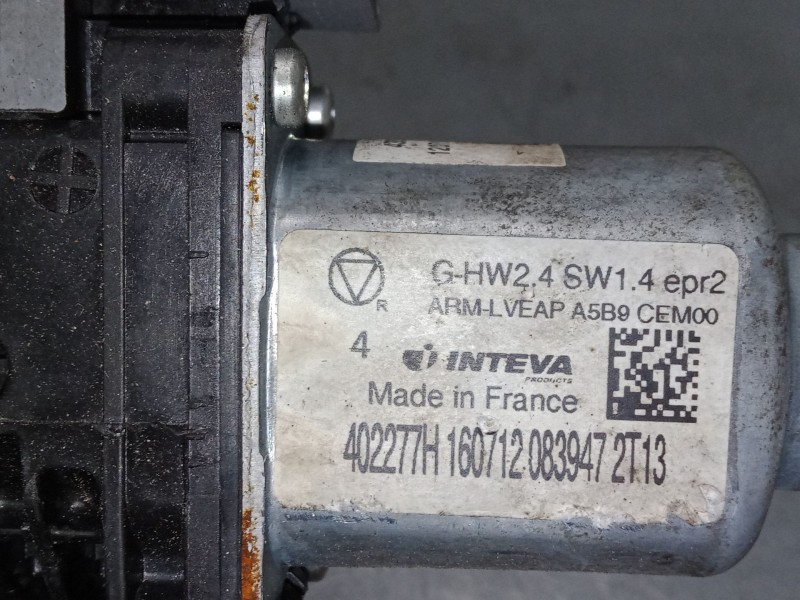 G-HW2.4 SW1.4 epr2
R
ARM-LVEAP A5B9 CEM00
4
INTEVA
PRODUCTS
Made in France
402277H 160712 083947 2T13